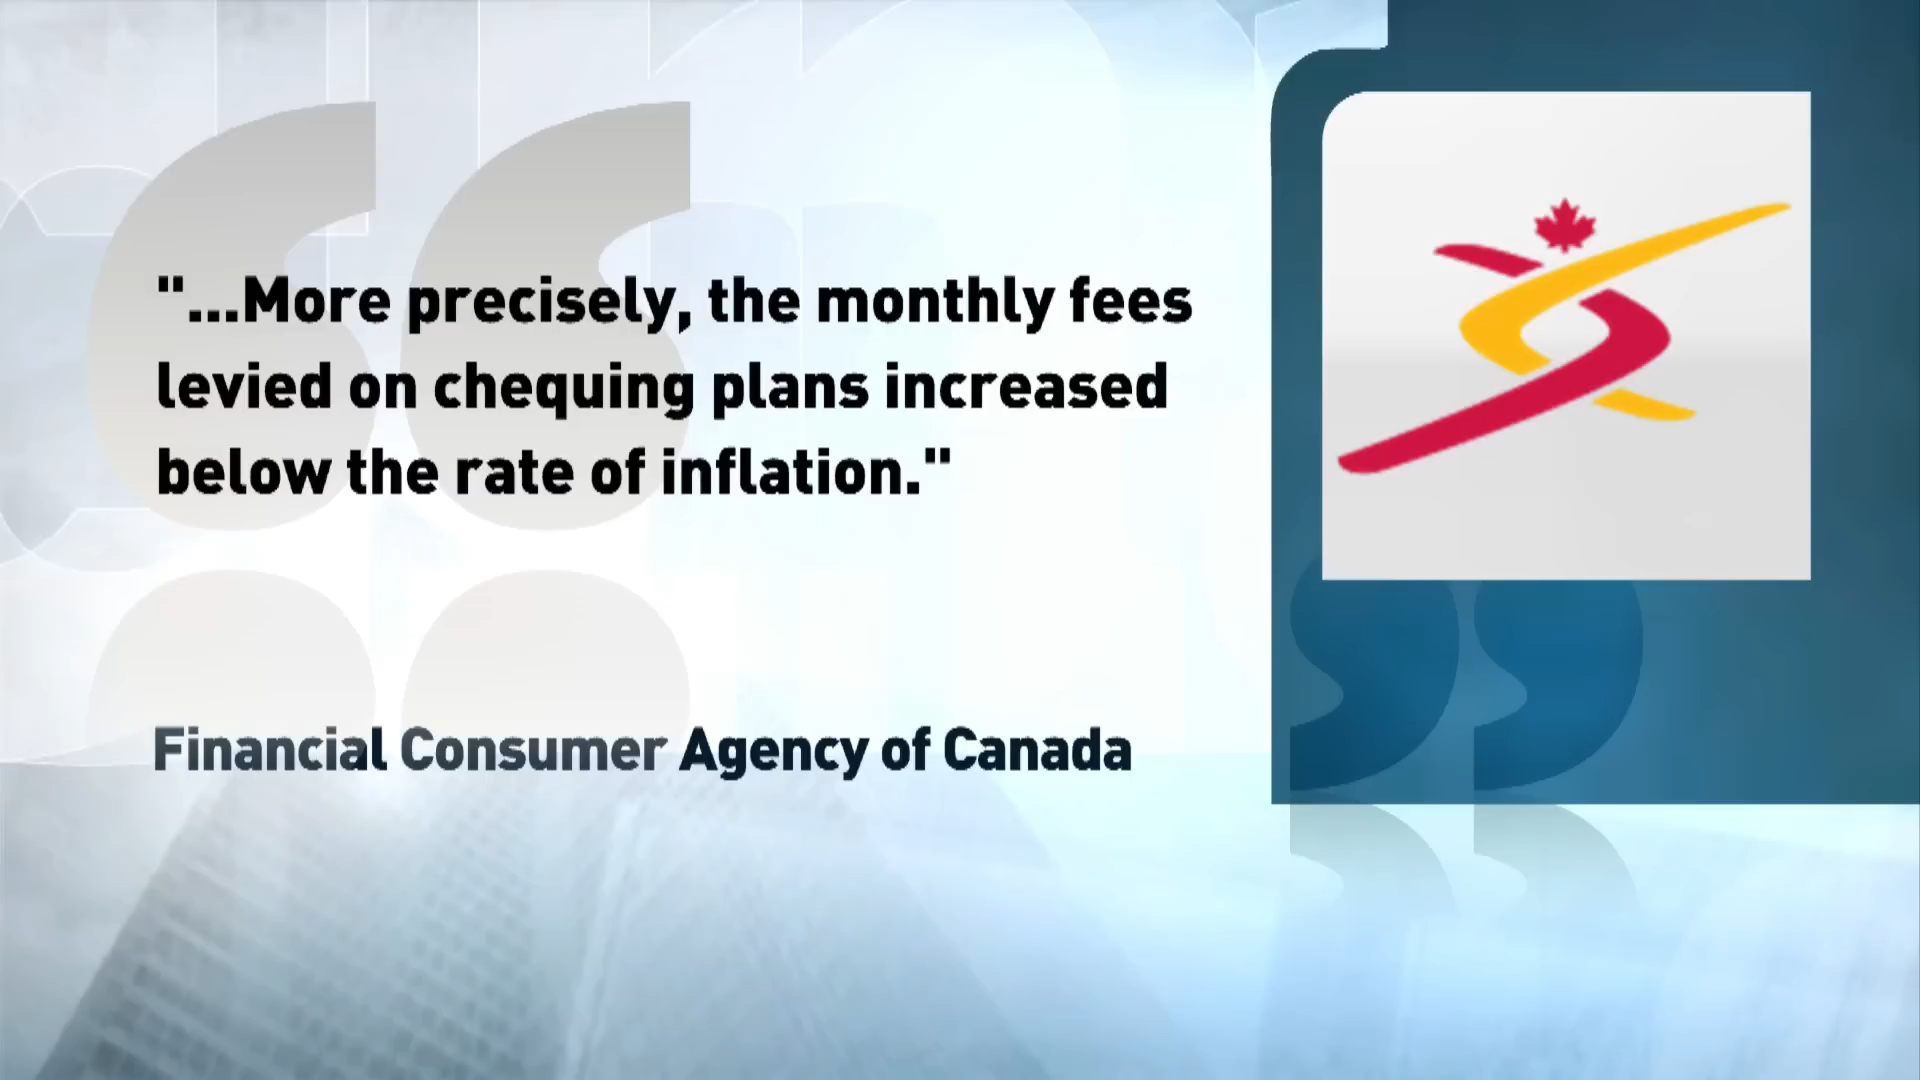 "...More precisely, the monthly fees
levied on chequing plans increased
below the rate of inflation."
Financial Consumer Agency of Canada